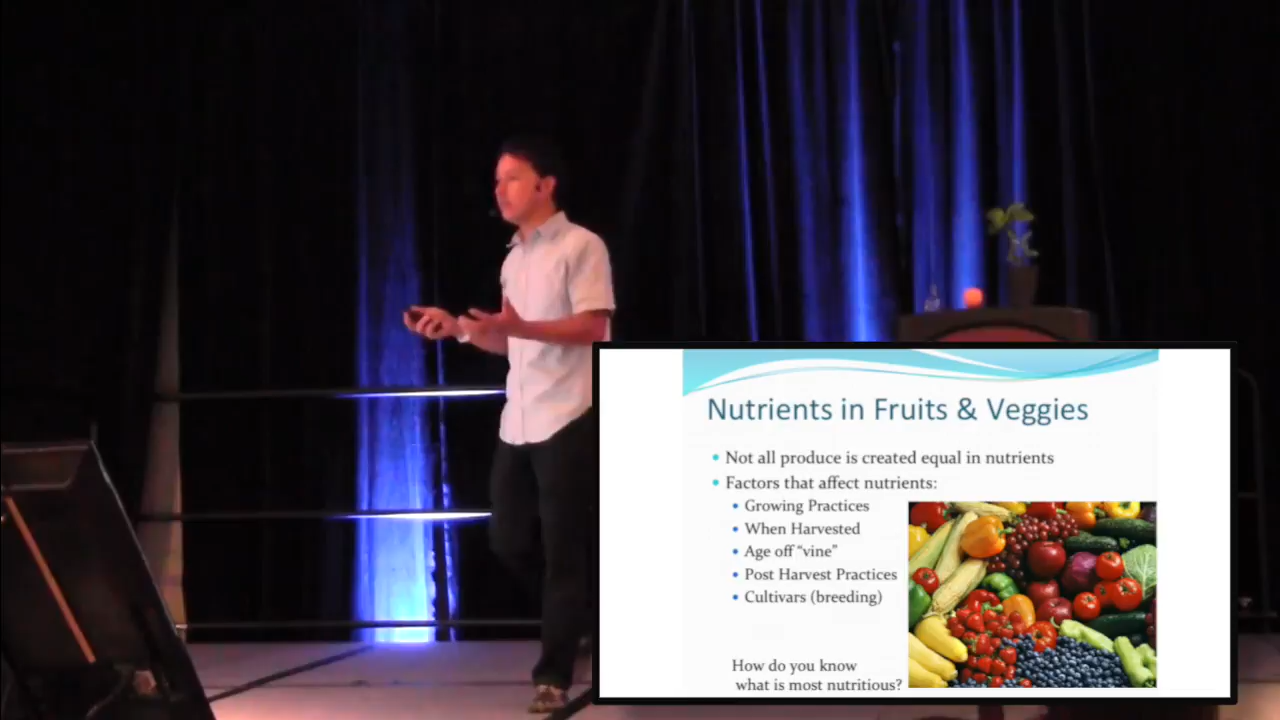 Nutrients in Fruits & Veggies
• Not all produce is created equal in nutrients
• Factors that affect nutrients:
• Growing Practices
• When Harvested
• Age off “vine”
• Post Harvest Practices
• Cultivars (breeding)
How do you know
what is most nutritious?